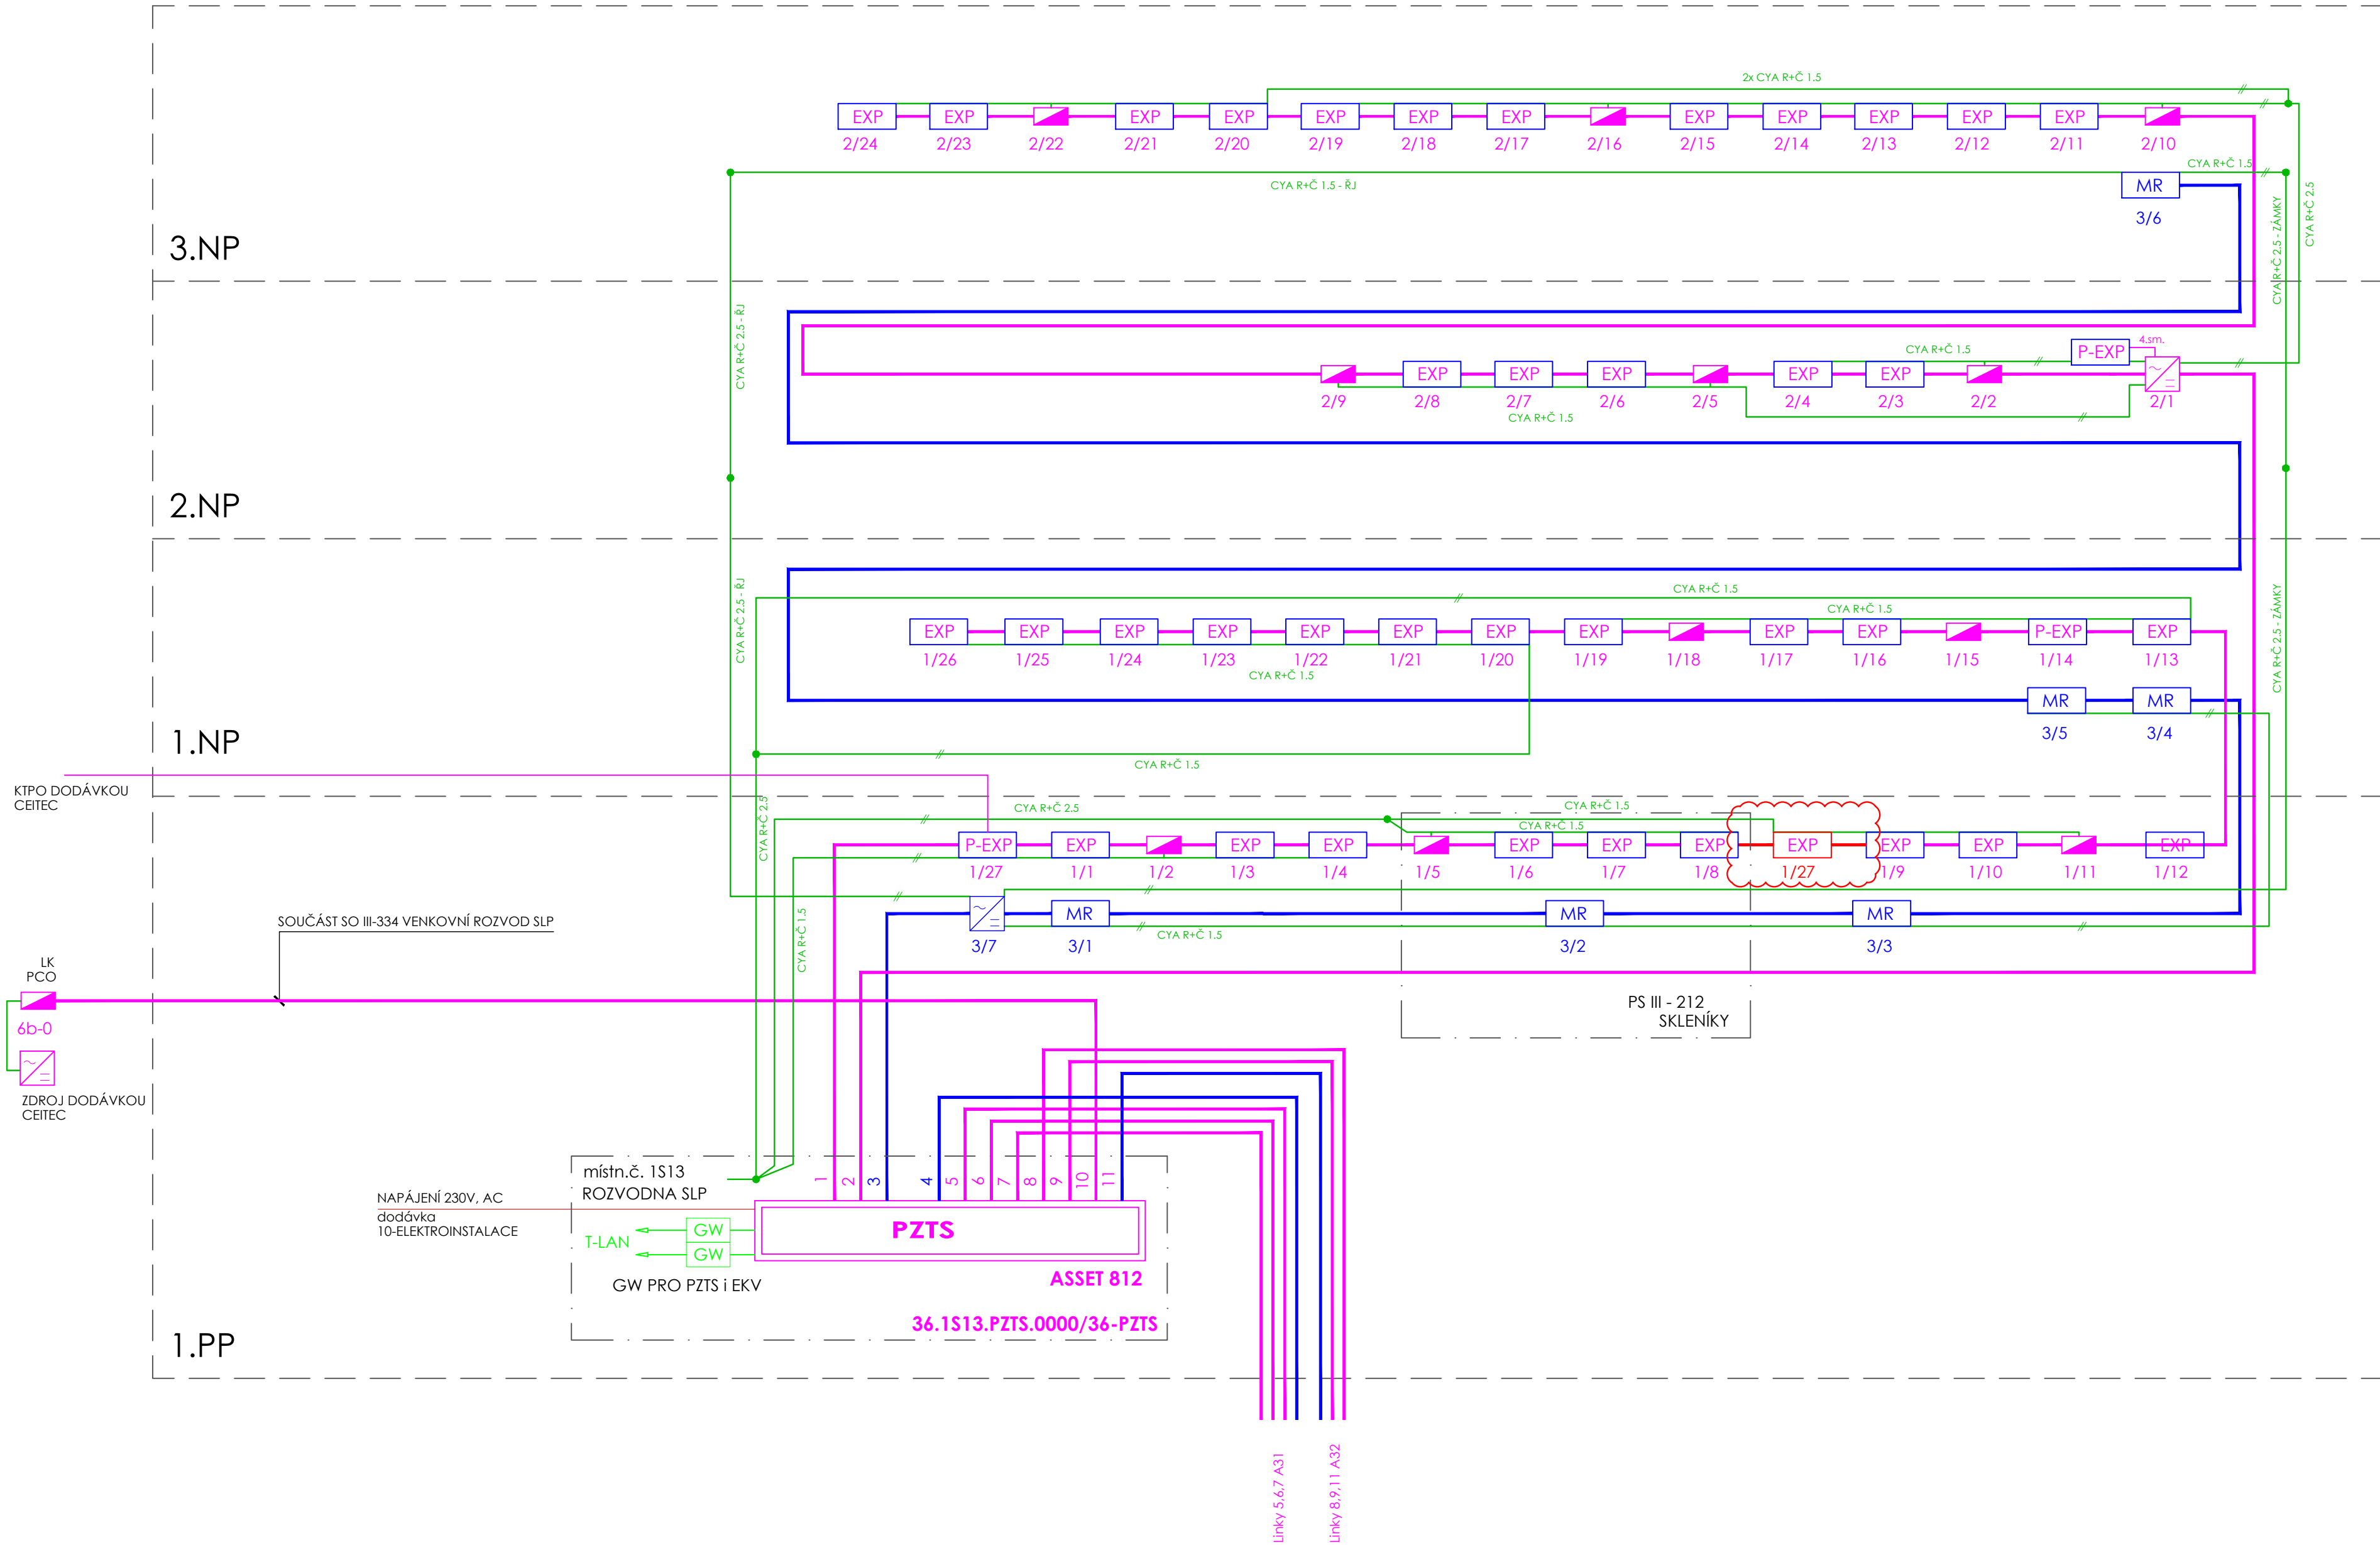 2x CYA R+Č 1.5
EXP EXP EXP EXP EXP EXP EXP EXP EXP EXP EXP EXP
2/24 2/23 2/22 2/21 2/20 2/19 2/18 2/17 2/16 2/15 2/14 2/13 2/12 2/11 2/10
CYA R+Č 1.5
CYA R+Č 1.5 - ŘJ
MR
3/6
CYA R+Č 2.5 - ZÁMKY
CYA R+Č 2.5
3.NP
CYA R+Č 2.5 - ŘJ
CYA R+Č 1.5
P-EXP
4.sm.
EXP EXP EXP EXP EXP
2/9 2/8 2/7 2/6 2/5 2/4 2/3 2/2 2/1
CYA R+Č 1.5
2.NP
CYA R+Č 2.5 - ŘJ
CYA R+Č 1.5
CYA R+Č 1.5
CYA R+Č 2.5 - ZÁMKY
EXP EXP EXP EXP EXP EXP EXP EXP EXP EXP P-EXP EXP
1/26 1/25 1/24 1/23 1/22 1/21 1/20 1/19 1/18 1/17 1/16 1/15 1/14 1/13
CYA R+Č 1.5
MR MR
3/5 3/4
1.NP
CYA R+Č 1.5
KTPO DODÁVKOU
CEITEC
CYA R+Č 2.5
CYA R+Č 2.5
CYA R+Č 1.5
CYA R+Č 1.5
P-EXP EXP EXP EXP EXP EXP EXP EXP EXP EXP EXP
1/27 1/1 1/2 1/3 1/4 1/5 1/6 1/7 1/8 1/27 1/9 1/10 1/11 1/12
CYA R+Č 1.5
MR MR MR
3/7 3/1 3/2 3/3
CYA R+Č 1.5
SOUČÁST SO III-334 VENKOVNÍ ROZVOD SLP
LK
PCO
6b-0
ZDROJ DODÁVKOU
CEITEC
PS III - 212
SKLENÍKY
místn.č. 1S13
ROZVODNA SLP
1 2 3 4 5 6 7 8 9 10 11
NAPÁJENÍ 230V, AC
dodávka
10-ELEKTROINSTALACE
PZTS
T-LAN
GW
GW
GW PRO PZTS i EKV
ASSET 812
36.1S13.PZTS.0000/36-PZTS
1.PP
Linky 5,6,7 A31
Linky 8,9,11 A32